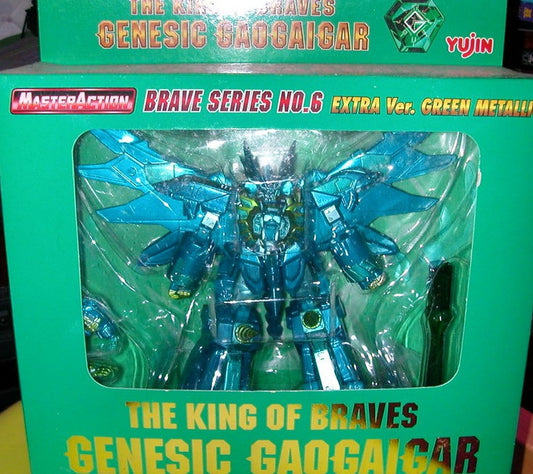 THE KING OF BRAVES
GENESIC GAOGAIGAR
YUJIN
MASTERACTION BRAVE SERIES NO.6 EXTRA Ver. GREEN METALLI
THE KING OF BRAVES
GENESIC GAOGAIGAR